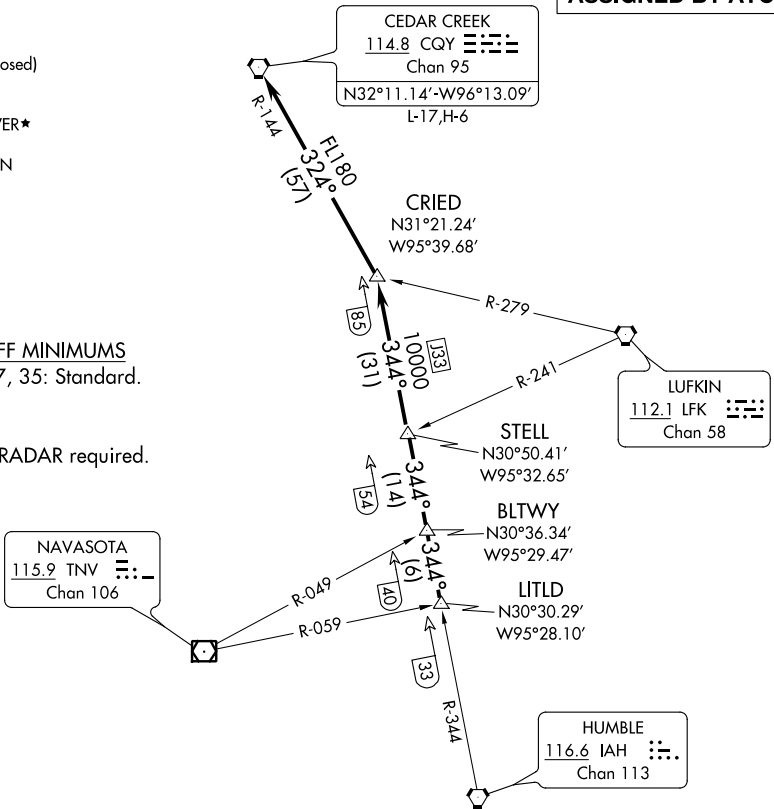 CEDAR CREEK
114.8 CQY
Chan 95
N32°11.14'-W96°13.09'
L-17,H-6
R-144
FL180
324°
(57)
CRIED
N31°21.24'
W95°39.68'
R-279
85
10000
J33
344°
(31)
R-241
LUFKIN
112.1 LFK
Chan 58
7, 35: Standard.
RADAR required.
STELL
N30°50.41'
W95°32.65'
54
344°
(14)
BLTWY
N30°36.34'
W95°29.47'
NAVASOTA
115.9 TNV
Chan 106
R-049
40
344°
(6)
LITLD
N30°30.29'
W95°28.10'
R-059
33
R-344
HUMBLE
116.6 IAH
Chan 113